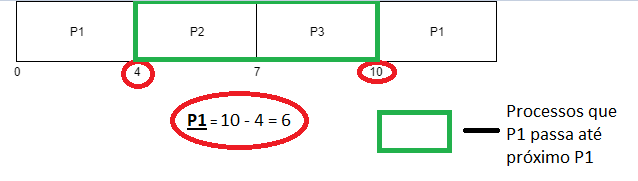 P1 P2 P3 P1
0 4 7 10
P1 = 10 - 4 = 6
Processos que
P1 passa até
próximo P1